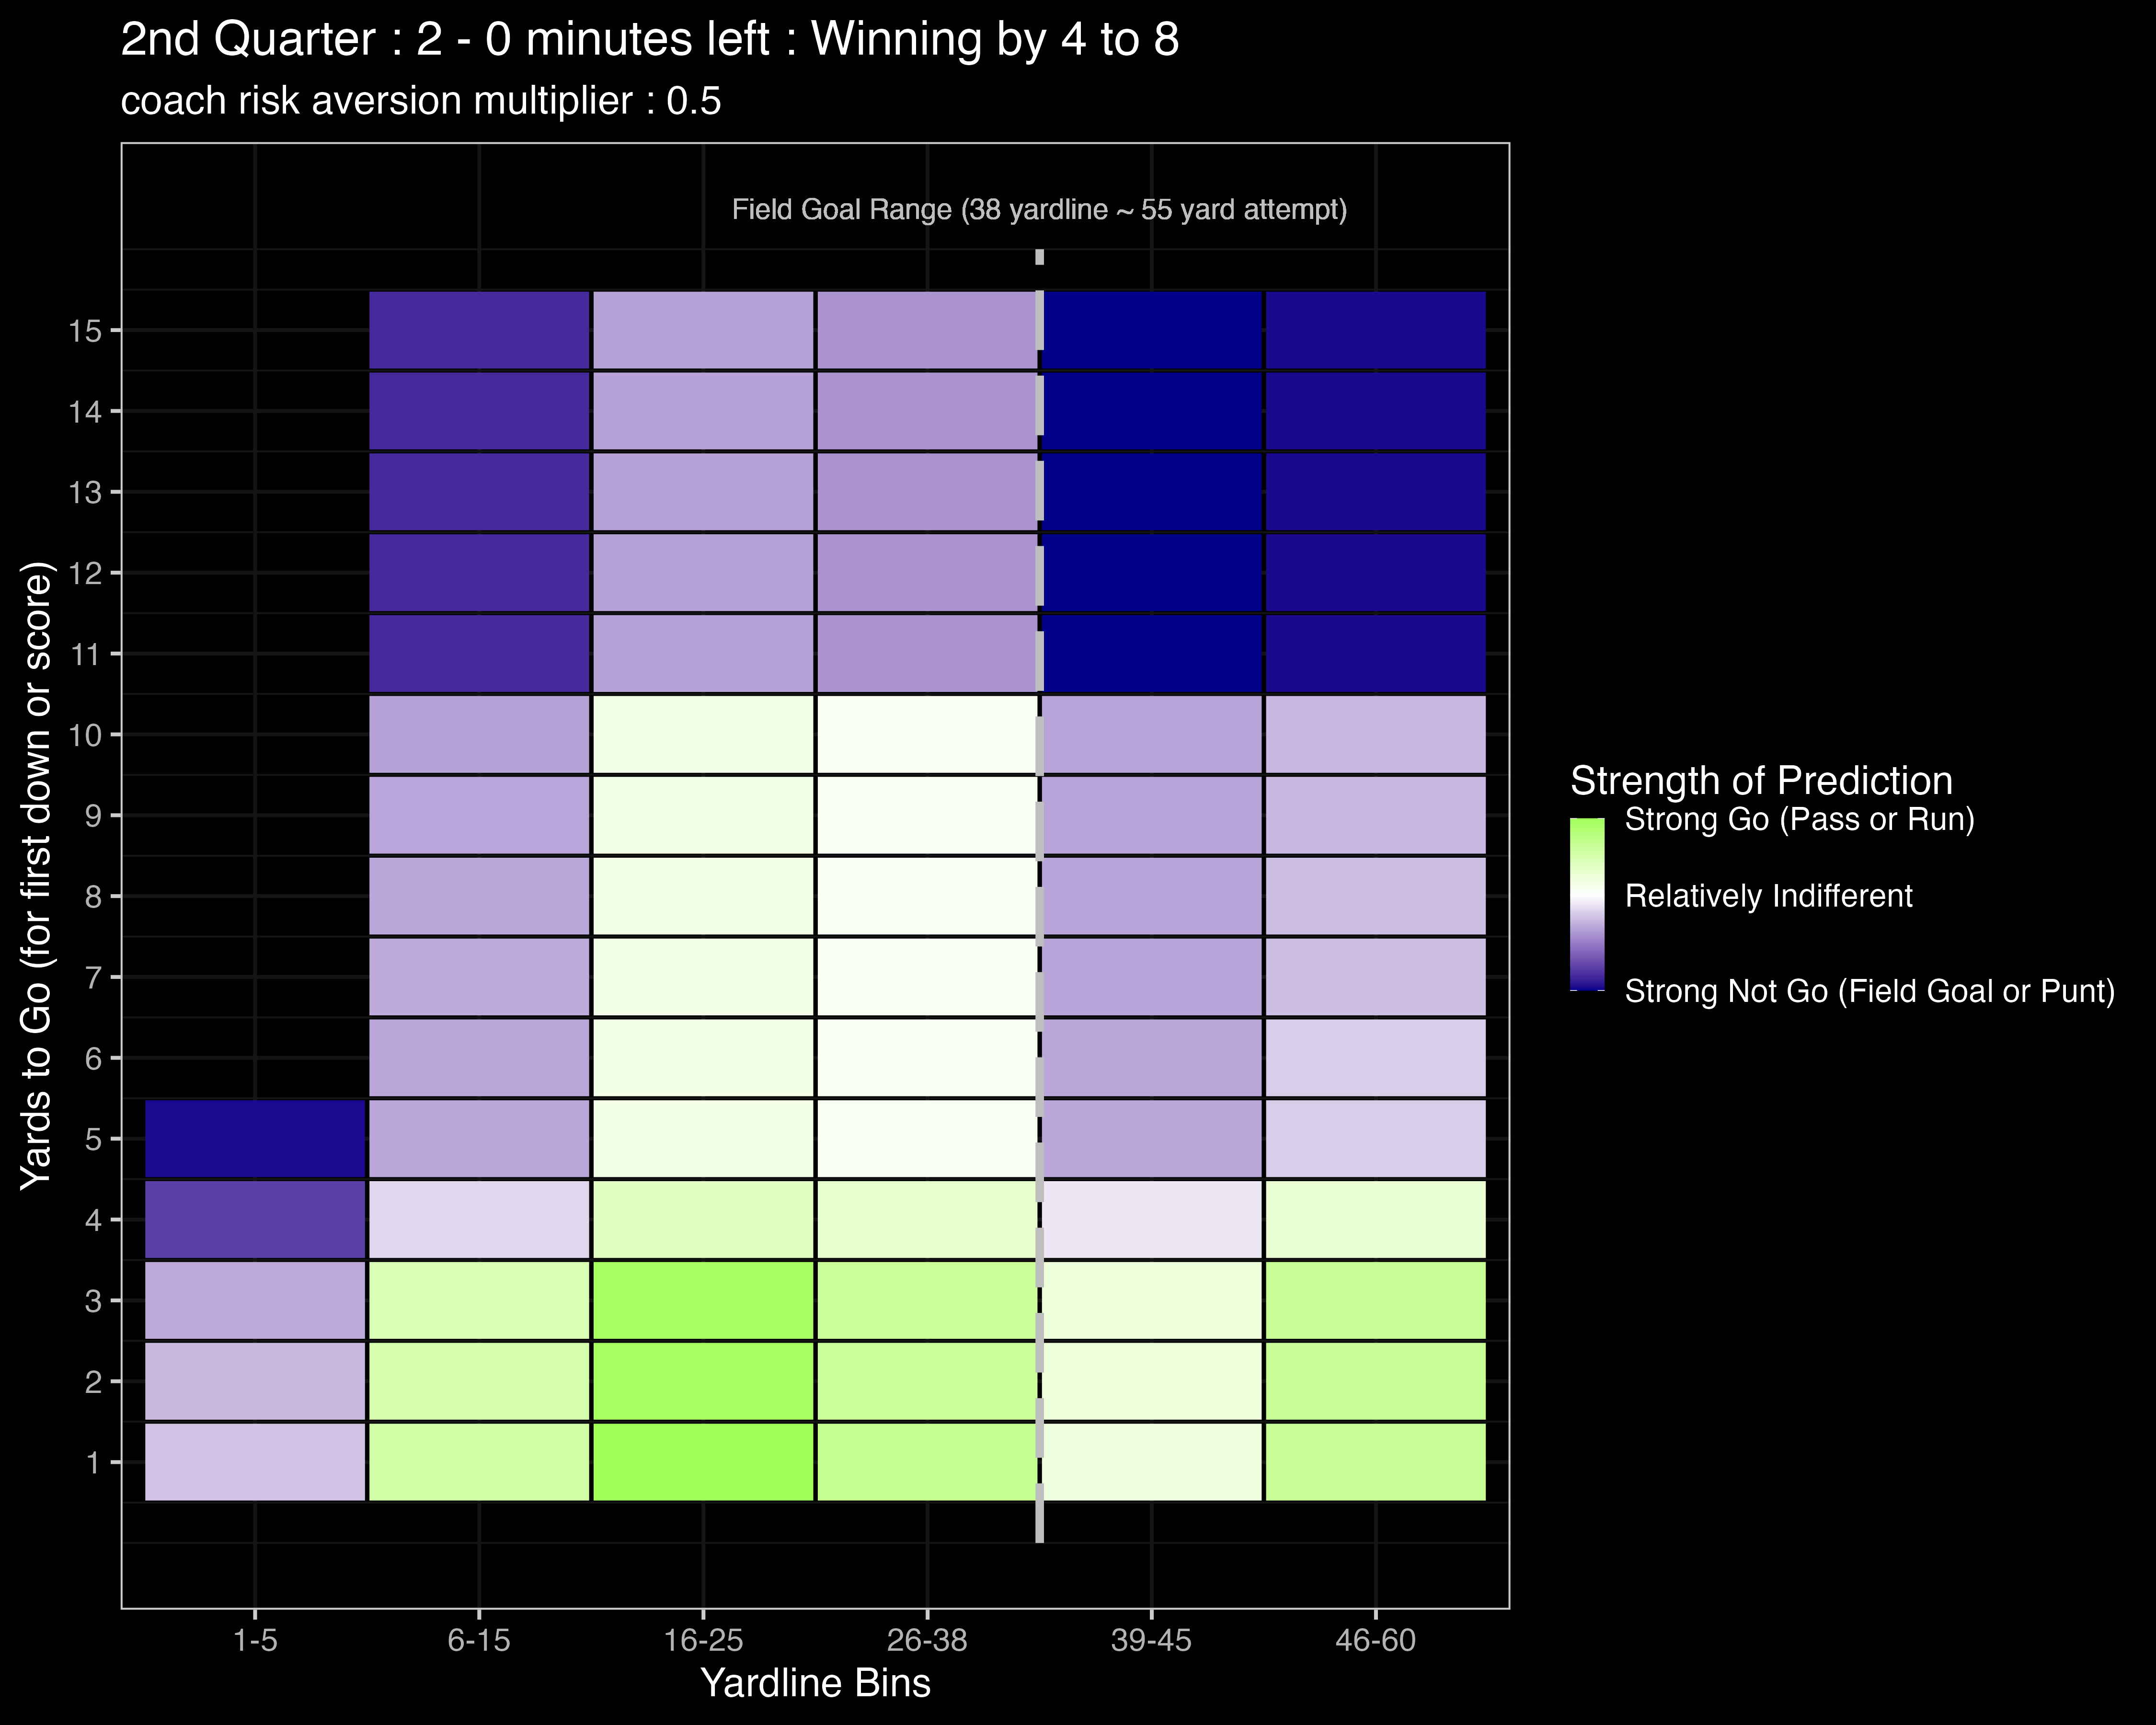 2nd Quarter : 2 - 0 minutes left : Winning by 4 to 8
coach risk aversion multiplier : 0.5
Field Goal Range (38 yardline ~ 55 yard attempt)
Yards to Go (for first down or score)
15
14
13
12
11
10
9
8
7
6
5
4
3
2
1
1-5
6-15
16-25
26-38
39-45
46-60
Yardline Bins
Strength of Prediction
Strong Go (Pass or Run)
Relatively Indifferent
Strong Not Go (Field Goal or Punt)